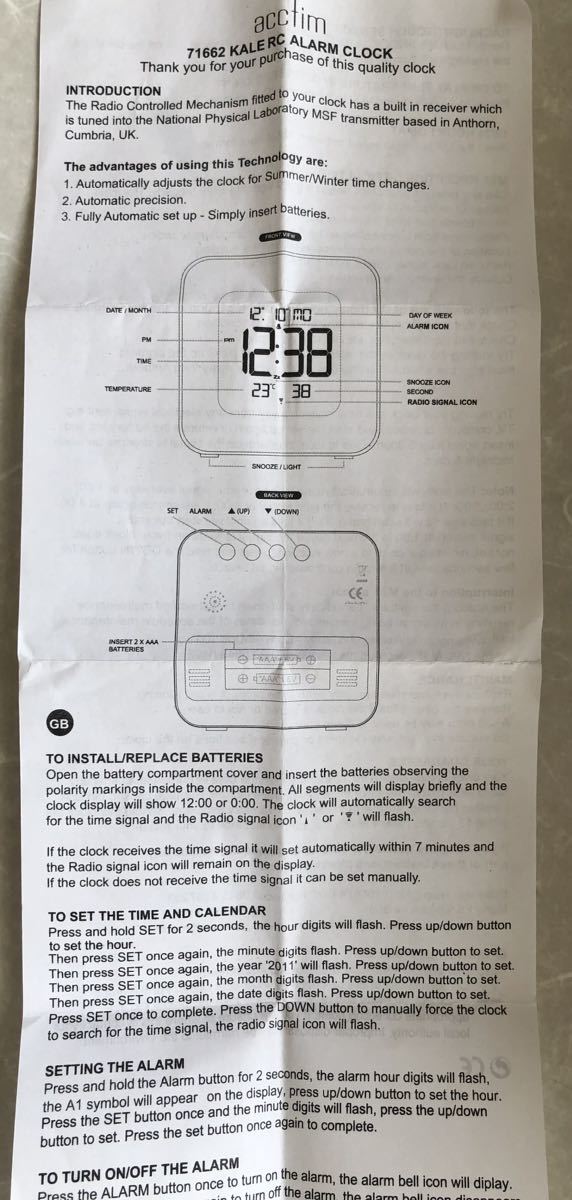 acctim
71662 KALE RC ALARM CLOCK
Thank you for your purchase of this quality clock
INTRODUCTION
The Radio Controlled Mechanism fitted to your clock has a built in receiver which
is tuned into the National Physical Laboratory MSF transmitter based in Anthorn,
Cumbria, UK.
The advantages of using this Technology are:
1. Automatically adjusts the clock for Summer/Winter time changes.
2. Automatic precision.
3. Fully Automatic set up - Simply insert batteries.
FRONT VIEW
DATE / MONTH
12. 10 MO
DAY OF WEEK
ALARM ICON
PM
pm
12:38
TIME
SNOOZE ICON
TEMPERATURE
23°C 38
SECOND
RADIO SIGNAL ICON
SNOOZE / LIGHT
BACK VIEW
SET ALARM ▲(UP) ▼(DOWN)
CE
INSERT 2 X AAA
BATTERIES
GB
TO INSTALL/REPLACE BATTERIES
Open the battery compartment cover and insert the batteries observing the
polarity markings inside the compartment. All segments will display briefly and the
clock display will show 12:00 or 0:00. The clock will automatically search
for the time signal and the Radio signal icon ' ' or ' ' will flash.
If the clock receives the time signal it will set automatically within 7 minutes and
the Radio signal icon will remain on the display.
If the clock does not receive the time signal it can be set manually.
TO SET THE TIME AND CALENDAR
Press and hold SET for 2 seconds, the hour digits will flash. Press up/down button
to set the hour.
Then press SET once again, the minute digits flash. Press up/down button to set.
Then press SET once again, the year '2011' will flash. Press up/down button to set.
Then press SET once again, the month digits flash. Press up/down button to set.
Then press SET once again, the date digits flash. Press up/down button to set.
Press SET once to complete. Press the DOWN button to manually force the clock
to search for the time signal, the radio signal icon will flash.
SETTING THE ALARM
Press and hold the Alarm button for 2 seconds, the alarm hour digits will flash,
the A1 symbol will appear on the display, press up/down button to set the hour.
Press the SET button once and the minute digits will flash, press the up/down
button to set. Press the set button once again to complete.
TO TURN ON/OFF THE ALARM
Press the ALARM button once to turn on the alarm, the alarm bell icon will diplay.
again to turn off the alarm, the alarm bell icon